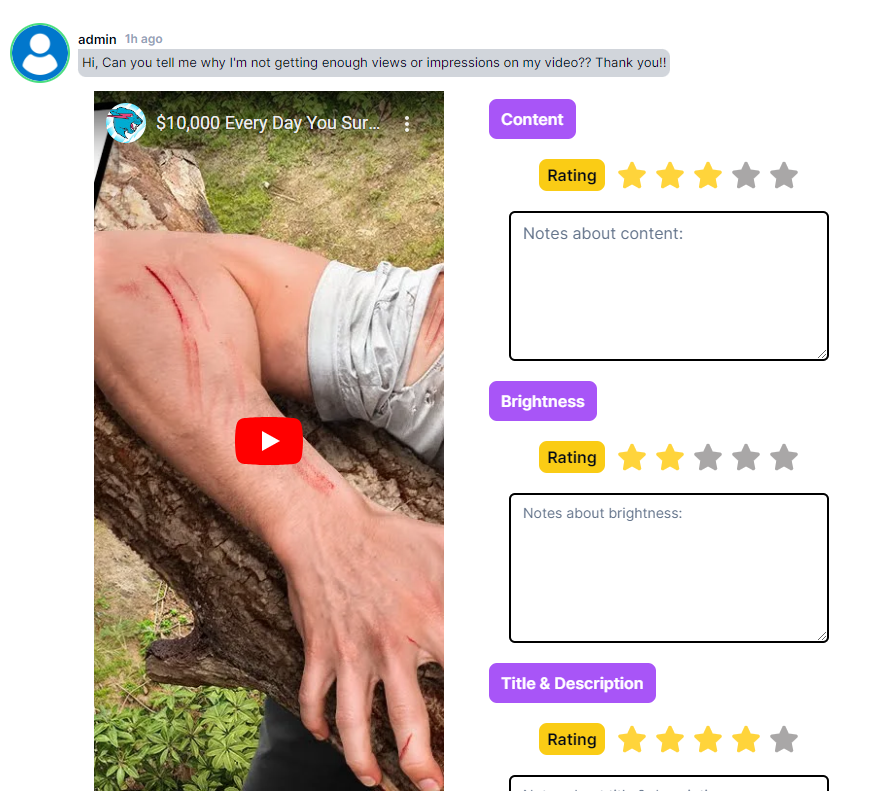 admin 1h ago
Hi, Can you tell me why I'm not getting enough views or impressions on my video?? Thank you!!
$10,000 Every Day You Sur...
Content
Rating
Notes about content:
Brightness
Rating
Notes about brightness:
Title & Description
Rating